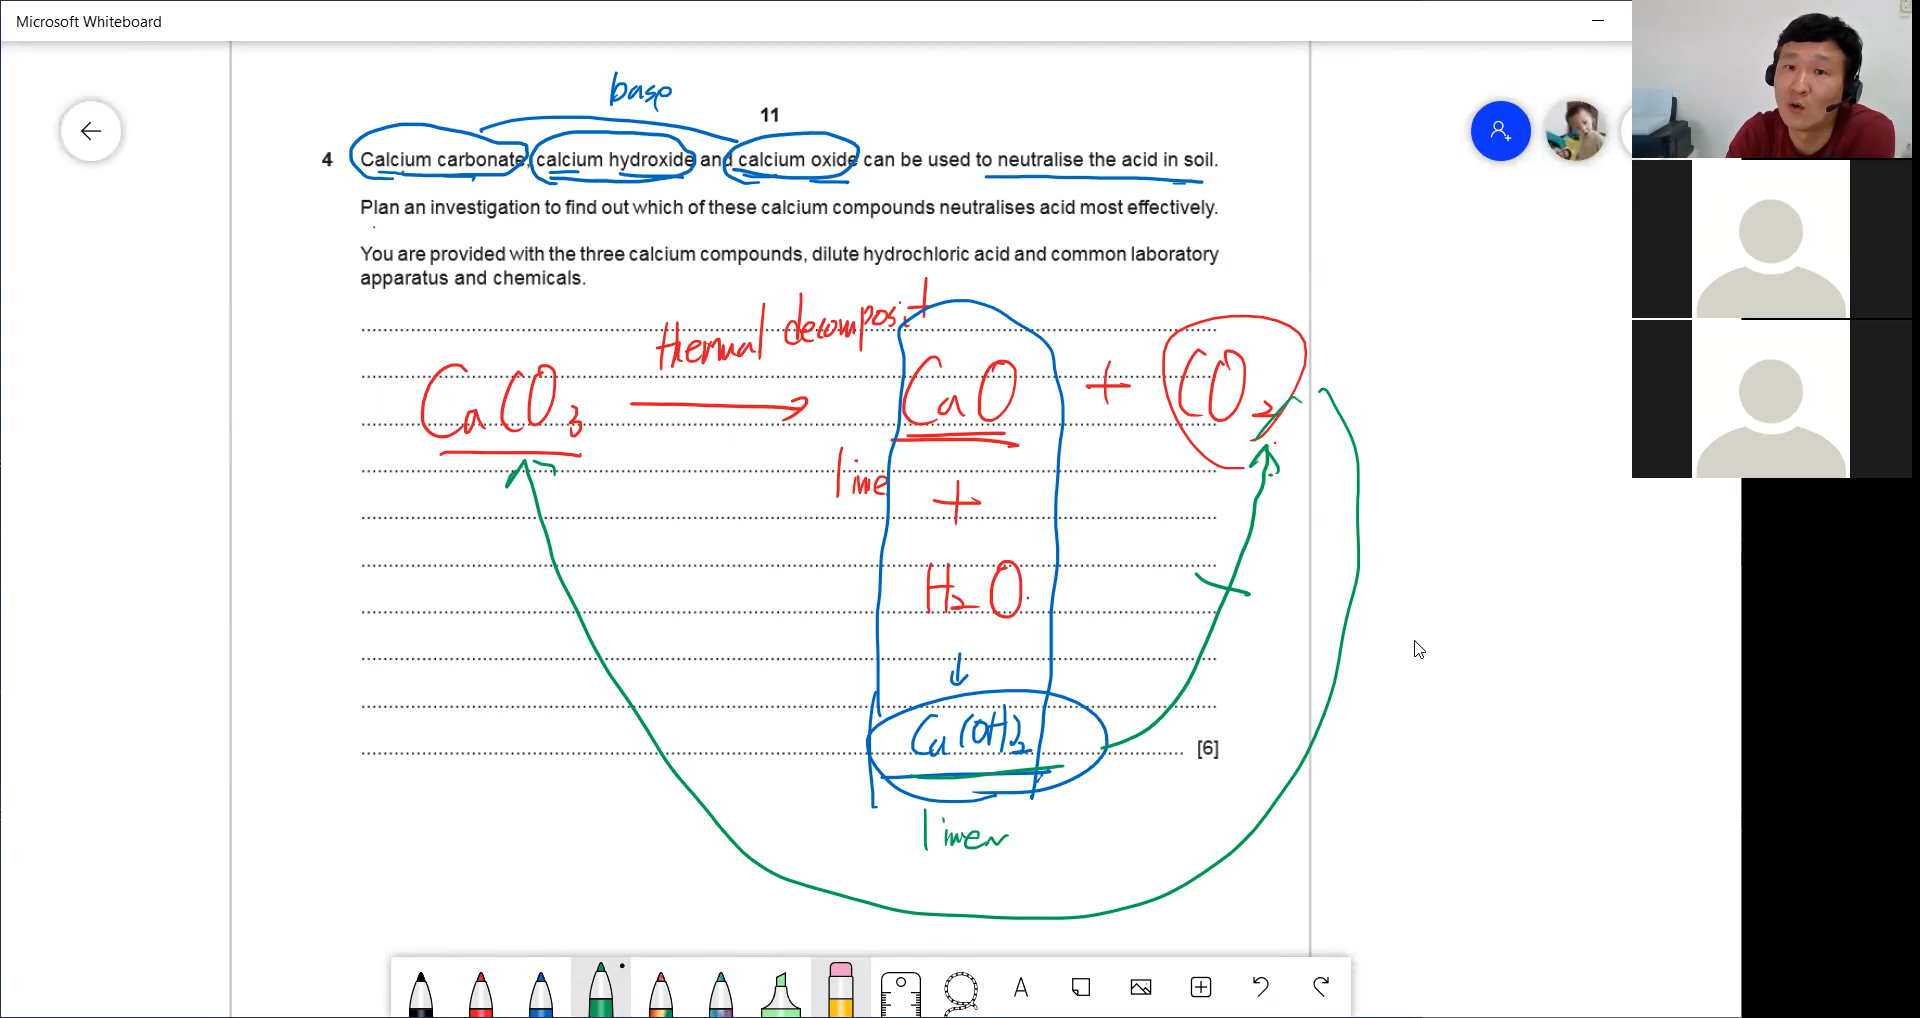 Microsoft Whiteboard
base
11
4 Calcium carbonate, calcium hydroxide and calcium oxide can be used to neutralise the acid in soil.
Plan an investigation to find out which of these calcium compounds neutralises acid most effectively.
You are provided with the three calcium compounds, dilute hydrochloric acid and common laboratory
apparatus and chemicals.
thermal decomposit
CaCO3 → CaO + CO2
lime
+
H2O
↓
Ca(OH)2
[6]
lime